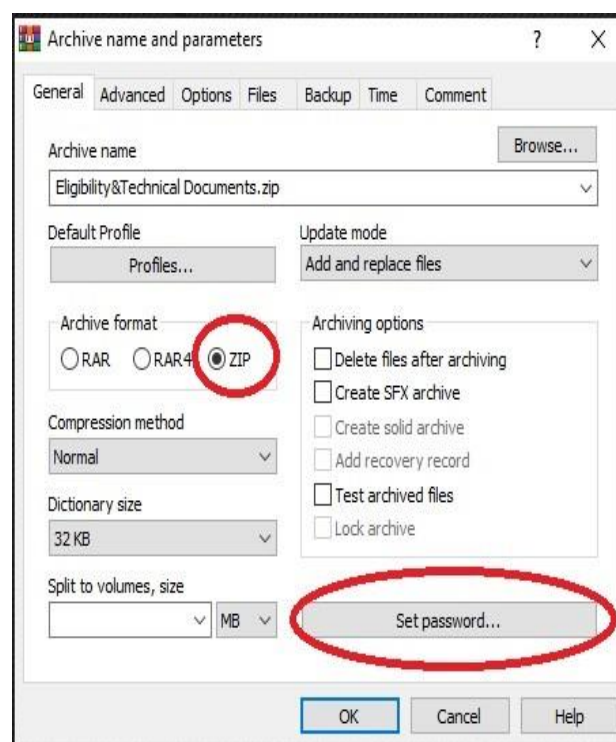 Archive name and parameters
? X
General Advanced Options Files Backup Time Comment
Archive name
Browse...
Eligibility&Technical Documents.zip
Default Profile
Profiles...
Update mode
Add and replace files
Archive format
RAR RAR4 ZIP
Compression method
Normal
Dictionary size
32 KB
Split to volumes, size
MB
Archiving options
Delete files after archiving
Create SFX archive
Create solid archive
Add recovery record
Test archived files
Lock archive
Set password...
OK Cancel Help